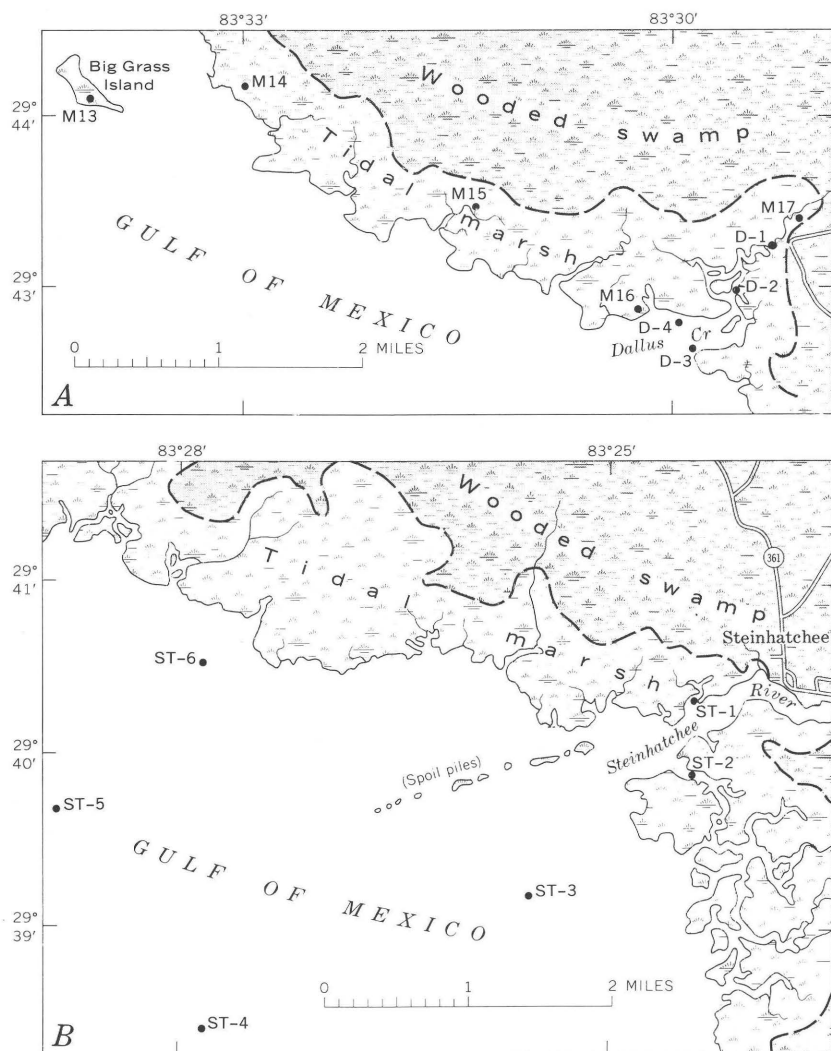 83°33′
83°30′
Big Grass
Island
M13
M14
29°
44′
Wooded swamp
Tidal marsh
M15
M17
D-1
29°
43′
D-2
M16
D-4
Dallus Cr
D-3
GULF OF MEXICO
0 1 2 MILES
A
83°28′
83°25′
Wooded swamp
361
29°
41′
Tidal marsh
Steinhatchee
ST-6
ST-1
River
Steinhatchee
29°
40′
ST-2
(Spoil piles)
ST-5
GULF OF MEXICO
ST-3
29°
39′
0 1 2 MILES
ST-4
B